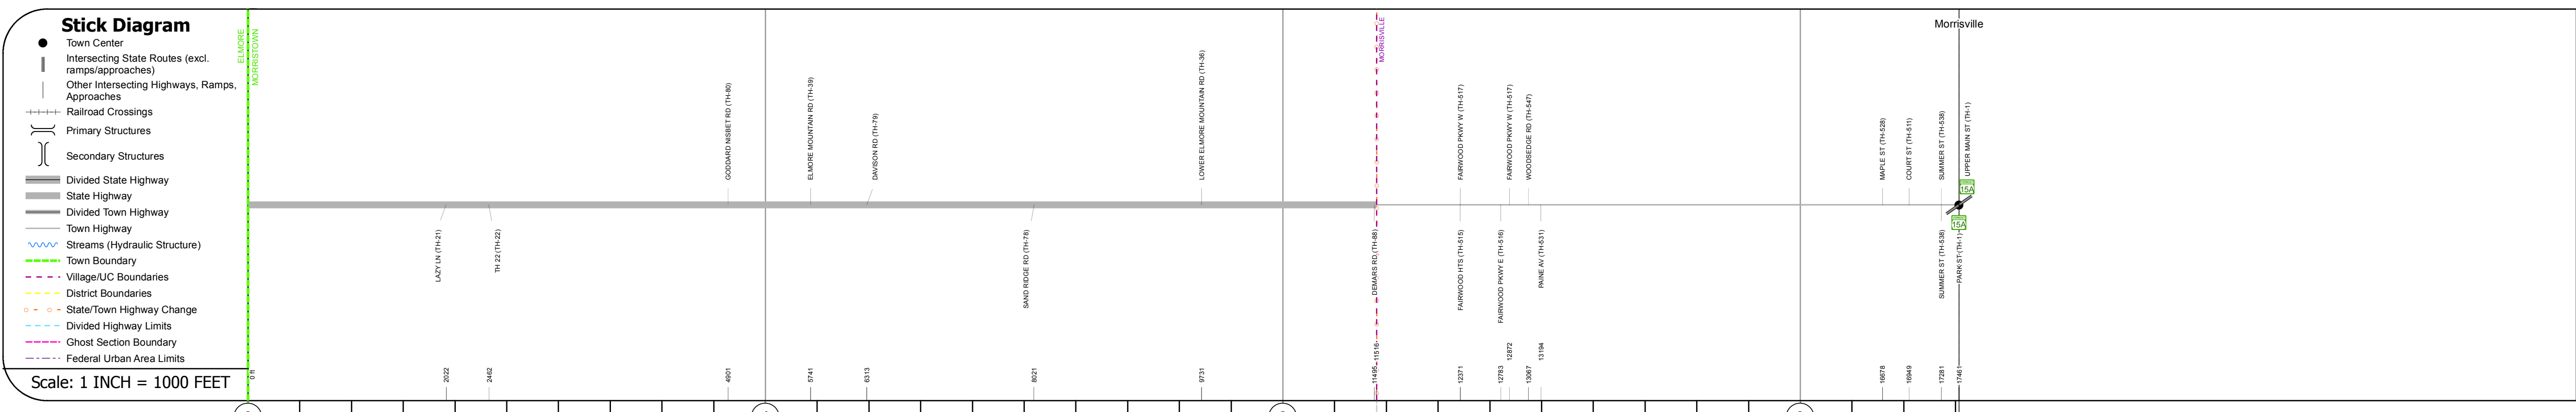 Stick Diagram
Town Center
Intersecting State Routes (excl.
ramps/approaches)
Other Intersecting Highways, Ramps,
Approaches
Railroad Crossings
Primary Structures
Secondary Structures
Divided State Highway
State Highway
Divided Town Highway
Town Highway
Streams (Hydraulic Structure)
Town Boundary
Village/UC Boundaries
District Boundaries
State/Town Highway Change
Divided Highway Limits
Ghost Section Boundary
Federal Urban Area Limits
Scale: 1 INCH = 1000 FEET
ELMORE
MORRISTOWN
MORRISVILLE
Morrisville
GODDARD NISBET RD (TH-80)
ELMORE MOUNTAIN RD (TH-39)
DAVISON RD (TH-79)
LOWER ELMORE MOUNTAIN RD (TH-36)
FAIRWOOD PKWY W (TH-517)
FAIRWOOD PKWY W (TH-517)
WOODSEDGE RD (TH-547)
MAPLE ST (TH-528)
COURT ST (TH-511)
SUMMER ST (TH-538)
UPPER MAIN ST (TH-1)
15A
15A
LAZY LN (TH-21)
TH 22 (TH-22)
SAND RIDGE RD (TH-78)
DEMARS RD (TH-88)
FAIRWOOD HTS (TH-515)
FAIRWOOD PKWY E (TH-516)
PAINE AV (TH-531)
SUMMER ST (TH-538)
PARK ST (TH-1)
0 ft
2022
2462
4901
5741
6313
8021
9731
11495
11516
12371
12783
12872
13067
13194
16678
16949
17281
17461